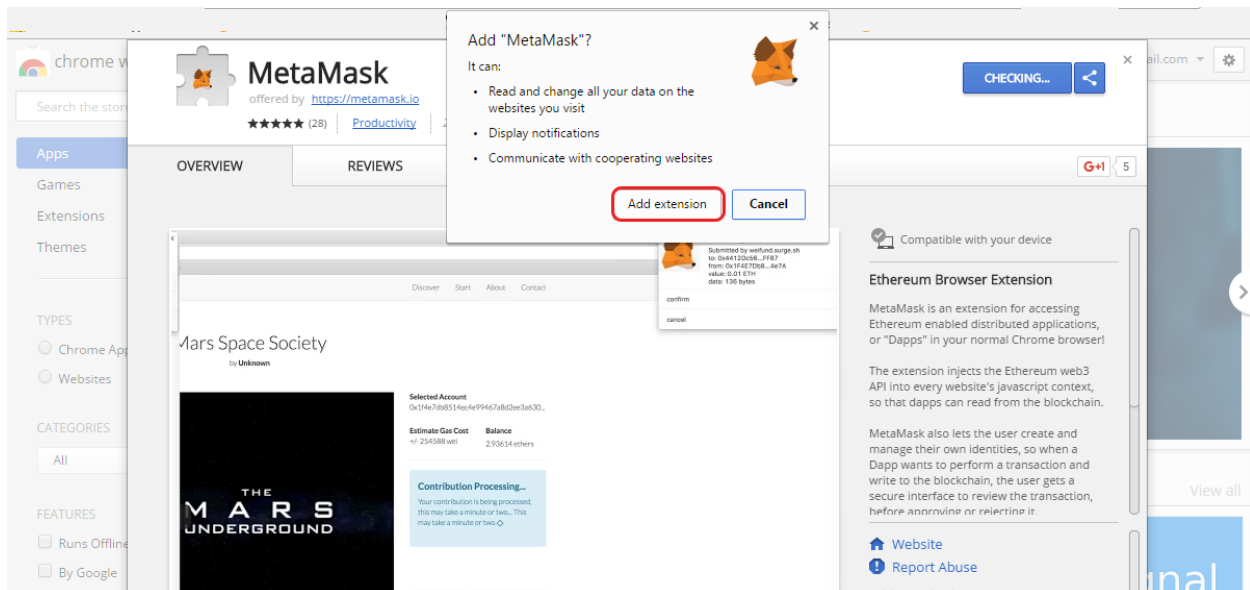 Add "MetaMask"?
It can:
• Read and change all your data on the
websites you visit
• Display notifications
• Communicate with cooperating websites
Add extension
Cancel
chrome w
ail.com
MetaMask
offered by https://metamask.io
★★★★★ (28)
Productivity
CHECKING...
Search the store
Apps
Games
Extensions
Themes
TYPES
Chrome App
Websites
CATEGORIES
All
FEATURES
Runs Offline
By Google
OVERVIEW
REVIEWS
G+1
5
Discover Start About Contact
Submitted by weifund.surge.sh
to: 0x44120c66...FF87
from: 0x1F4E7Db8...4e7A
value: 0.01 ETH
data: 136 bytes
confirm
cancel
Mars Space Society
by Unknown
THE
MARS
UNDERGROUND
Selected Account
0x1f4e7db8514ec4e99467a8d2ee3a630...
Estimate Gas Cost
+/- 254588 wei
Balance
2.93614 ethers
Contribution Processing...
Your contribution is being processed,
this may take a minute or two... This
may take a minute or two.
Compatible with your device
Ethereum Browser Extension
MetaMask is an extension for accessing
Ethereum enabled distributed applications,
or "Dapps" in your normal Chrome browser!
The extension injects the Ethereum web3
API into every website's javascript context,
so that dapps can read from the blockchain.
MetaMask also lets the user create and
manage their own identities, so when a
Dapp wants to perform a transaction and
write to the blockchain, the user gets a
secure interface to review the transaction,
before approving or rejecting it.
Website
Report Abuse
View all
gnal